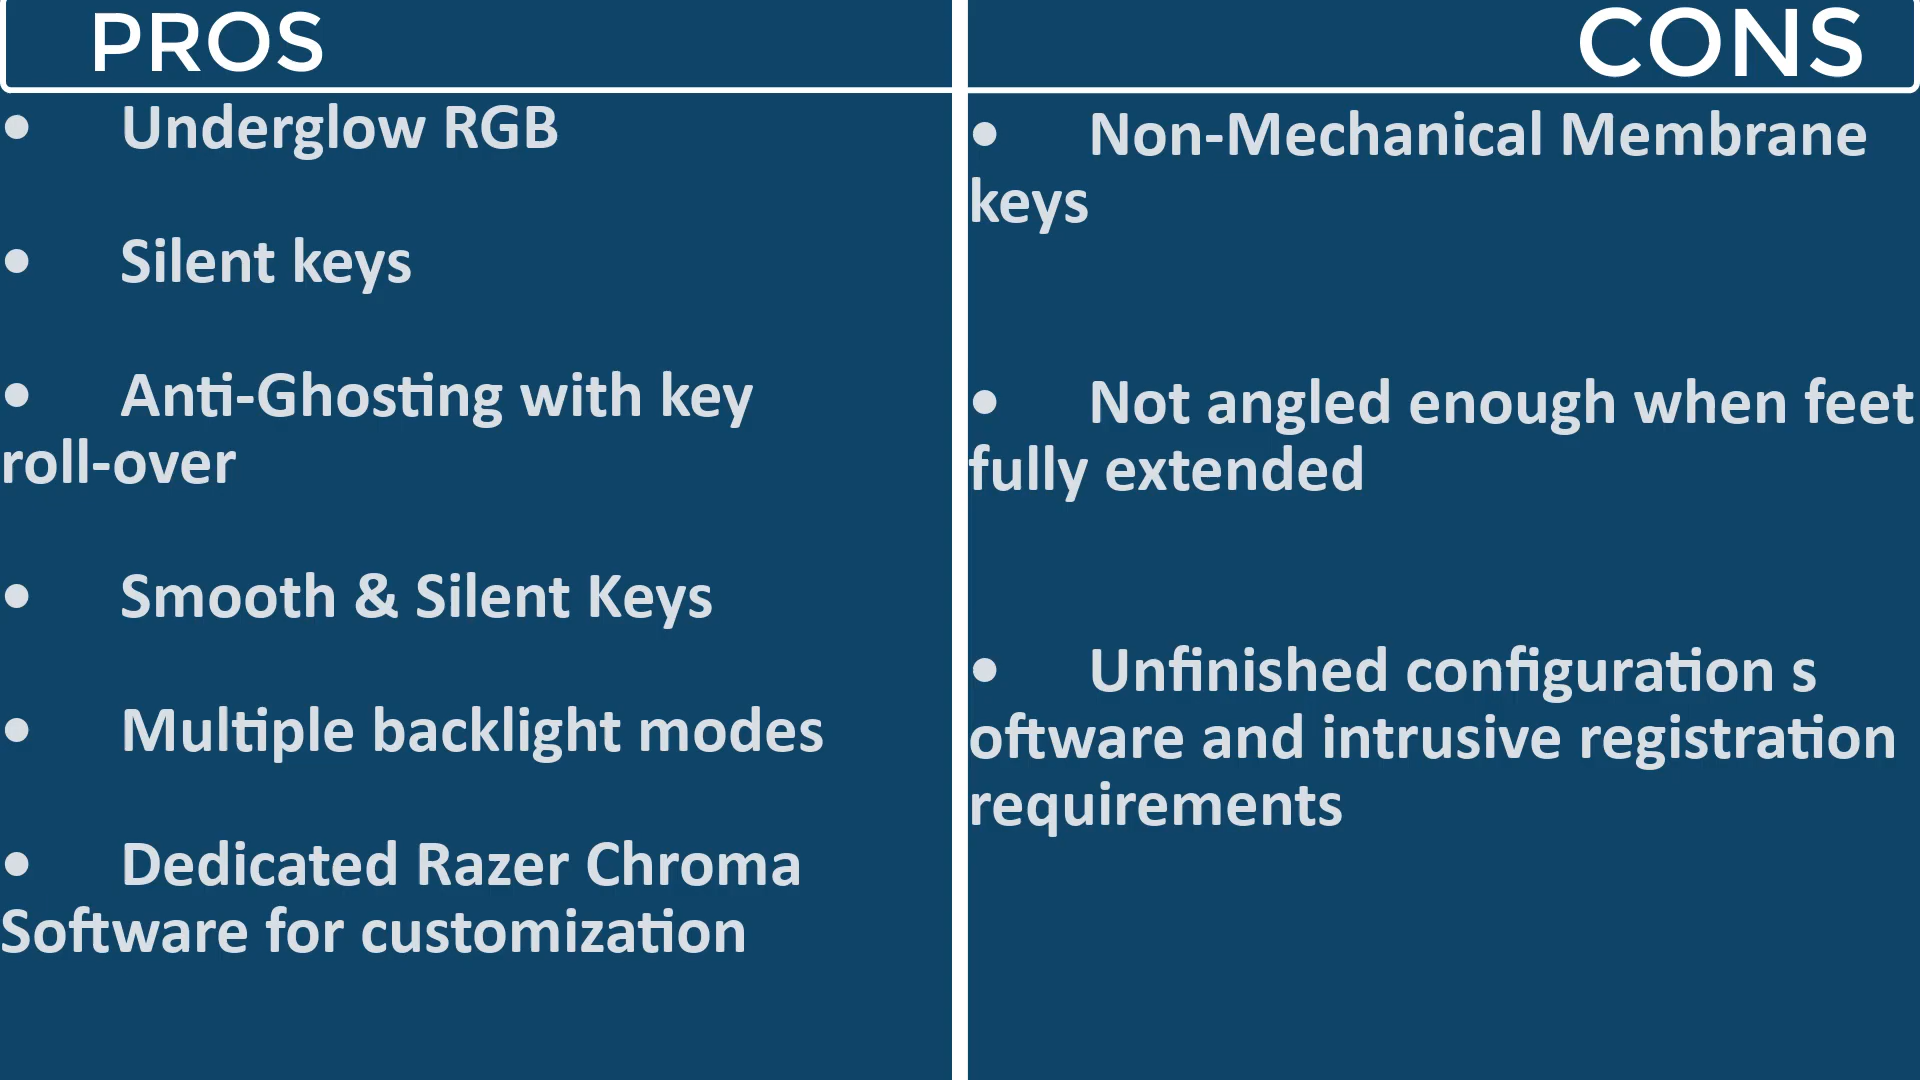 PROS
• Underglow RGB
• Silent keys
• Anti-Ghosting with key
roll-over
• Smooth & Silent Keys
• Multiple backlight modes
• Dedicated Razer Chroma
Software for customization
CONS
• Non-Mechanical Membrane
keys
• Not angled enough when feet
fully extended
• Unfinished configuration s
oftware and intrusive registration
requirements